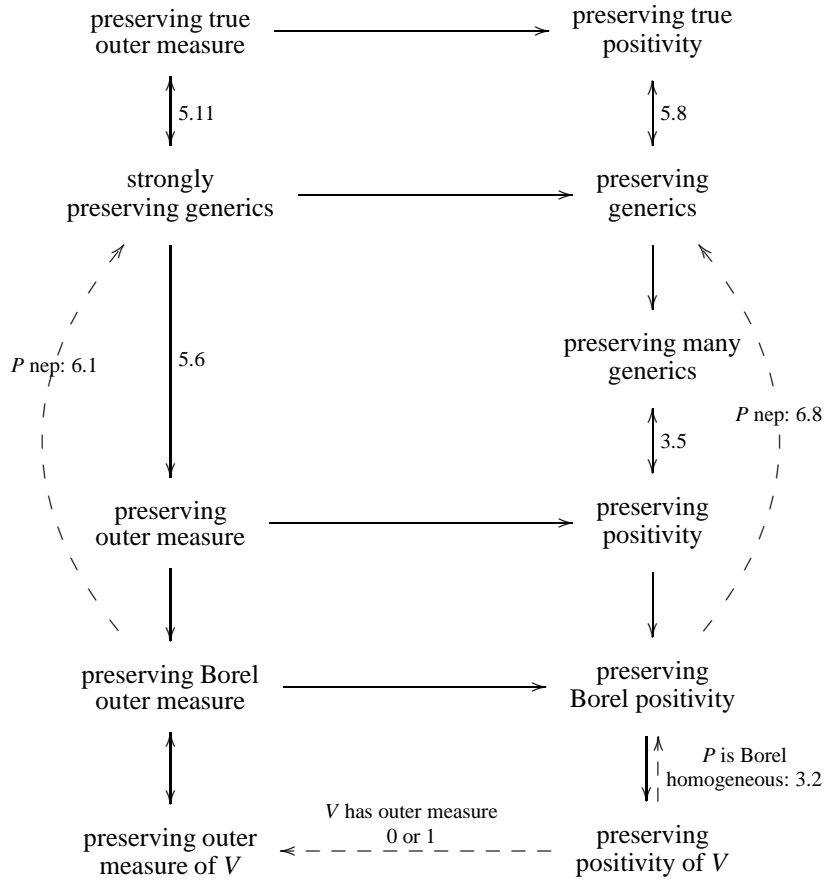 preserving true
outer measure
preserving true
positivity
5.11
5.8
strongly
preserving generics
preserving
generics
P nep: 6.1
5.6
preserving many
generics
P nep: 6.8
3.5
preserving
outer measure
preserving
positivity
preserving Borel
outer measure
preserving
Borel positivity
P is Borel
homogeneous: 3.2
V has outer measure
0 or 1
preserving outer
measure of V
preserving
positivity of V